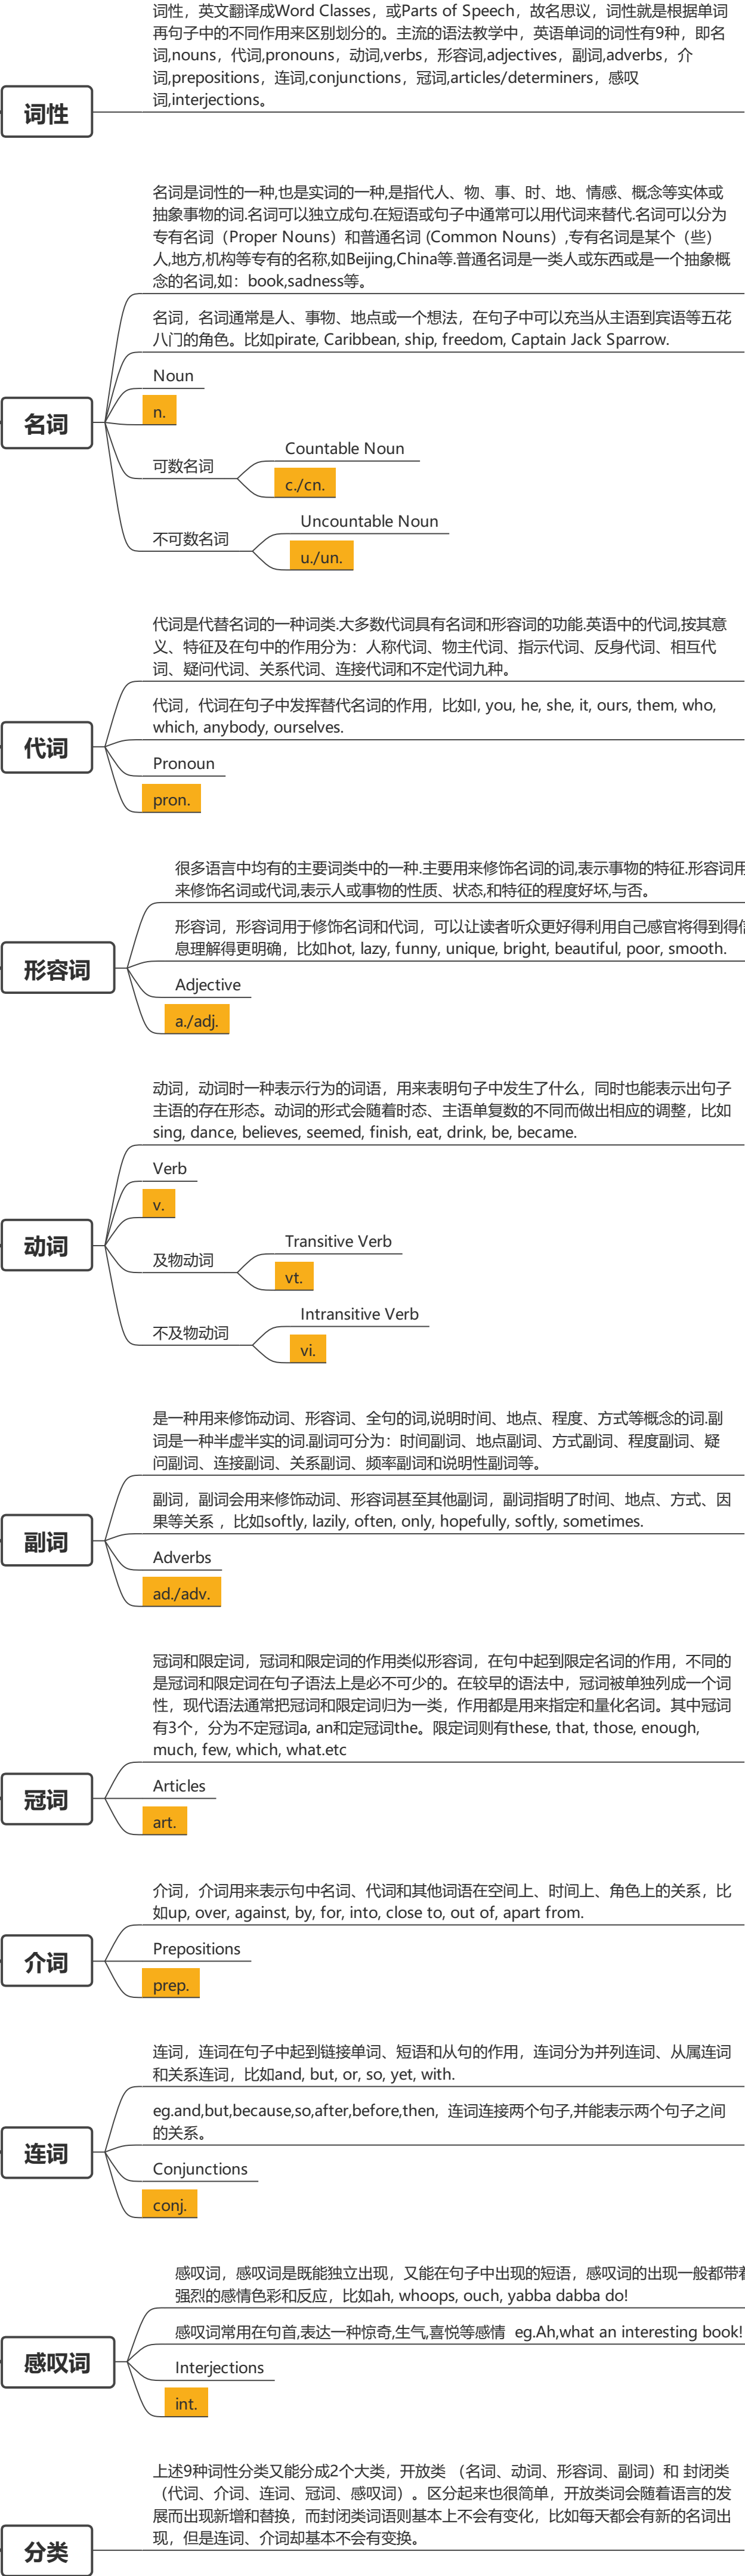 词性，英文翻译成Word Classes，或Parts of Speech，故名思议，词性就是根据单词
再句子中的不同作用来区别划分的。主流的语法教学中，英语单词的词性有9种，即名
词,nouns，代词,pronouns，动词,verbs，形容词,adjectives，副词,adverbs，介
词,prepositions，连词,conjunctions，冠词,articles/determiners，感叹
词,interjections。
词性
名词是词性的一种,也是实词的一种,是指代人、物、事、时、地、情感、概念等实体或
抽象事物的词.名词可以独立成句.在短语或句子中通常可以用代词来替代.名词可以分为
专有名词（Proper Nouns）和普通名词 (Common Nouns）,专有名词是某个（些）
人,地方,机构等专有的名称,如Beijing,China等.普通名词是一类人或东西或是一个抽象概
念的名词,如：book,sadness等。
名词，名词通常是人、事物、地点或一个想法，在句子中可以充当从主语到宾语等五花
八门的角色。比如pirate, Caribbean, ship, freedom, Captain Jack Sparrow.
Noun
n.
名词
可数名词
Countable Noun
c./cn.
不可数名词
Uncountable Noun
u./un.
代词是代替名词的一种词类.大多数代词具有名词和形容词的功能.英语中的代词,按其意
义、特征及在句中的作用分为：人称代词、物主代词、指示代词、反身代词、相互代
词、疑问代词、关系代词、连接代词和不定代词九种。
代词，代词在句子中发挥替代名词的作用，比如I, you, he, she, it, ours, them, who,
which, anybody, ourselves.
代词
Pronoun
pron.
很多语言中均有的主要词类中的一种.主要用来修饰名词的词,表示事物的特征.形容词用
来修饰名词或代词,表示人或事物的性质、状态,和特征的程度好坏,与否。
形容词，形容词用于修饰名词和代词，可以让读者听众更好得利用自己感官将得到得信
息理解得更明确，比如hot, lazy, funny, unique, bright, beautiful, poor, smooth.
形容词
Adjective
a./adj.
动词，动词时一种表示行为的词语，用来表明句子中发生了什么，同时也能表示出句子
主语的存在形态。动词的形式会随着时态、主语单复数的不同而做出相应的调整，比如
sing, dance, believes, seemed, finish, eat, drink, be, became.
Verb
v.
动词
及物动词
Transitive Verb
vt.
不及物动词
Intransitive Verb
vi.
是一种用来修饰动词、形容词、全句的词,说明时间、地点、程度、方式等概念的词.副
词是一种半虚半实的词.副词可分为：时间副词、地点副词、方式副词、程度副词、疑
问副词、连接副词、关系副词、频率副词和说明性副词等。
副词，副词会用来修饰动词、形容词甚至其他副词，副词指明了时间、地点、方式、因
果等关系 ，比如softly, lazily, often, only, hopefully, softly, sometimes.
副词
Adverbs
ad./adv.
冠词和限定词，冠词和限定词的作用类似形容词，在句中起到限定名词的作用，不同的
是冠词和限定词在句子语法上是必不可少的。在较早的语法中，冠词被单独列成一个词
性，现代语法通常把冠词和限定词归为一类，作用都是用来指定和量化名词。其中冠词
有3个，分为不定冠词a, an和定冠词the。限定词则有these, that, those, enough,
much, few, which, what.etc
冠词
Articles
art.
介词，介词用来表示句中名词、代词和其他词语在空间上、时间上、角色上的关系，比
如up, over, against, by, for, into, close to, out of, apart from.
介词
Prepositions
prep.
连词，连词在句子中起到链接单词、短语和从句的作用，连词分为并列连词、从属连词
和关系连词，比如and, but, or, so, yet, with.
eg.and,but,because,so,after,before,then, 连词连接两个句子,并能表示两个句子之间
的关系。
连词
Conjunctions
conj.
感叹词，感叹词是既能独立出现，又能在句子中出现的短语，感叹词的出现一般都带着
强烈的感情色彩和反应，比如ah, whoops, ouch, yabba dabba do!
感叹词常用在句首,表达一种惊奇,生气,喜悦等感情 eg.Ah,what an interesting book!
感叹词
Interjections
int.
上述9种词性分类又能分成2个大类，开放类 （名词、动词、形容词、副词）和 封闭类
（代词、介词、连词、冠词、感叹词）。区分起来也很简单，开放类词会随着语言的发
展而出现新增和替换，而封闭类词语则基本上不会有变化，比如每天都会有新的名词出
现，但是连词、介词却基本不会有变换。
分类